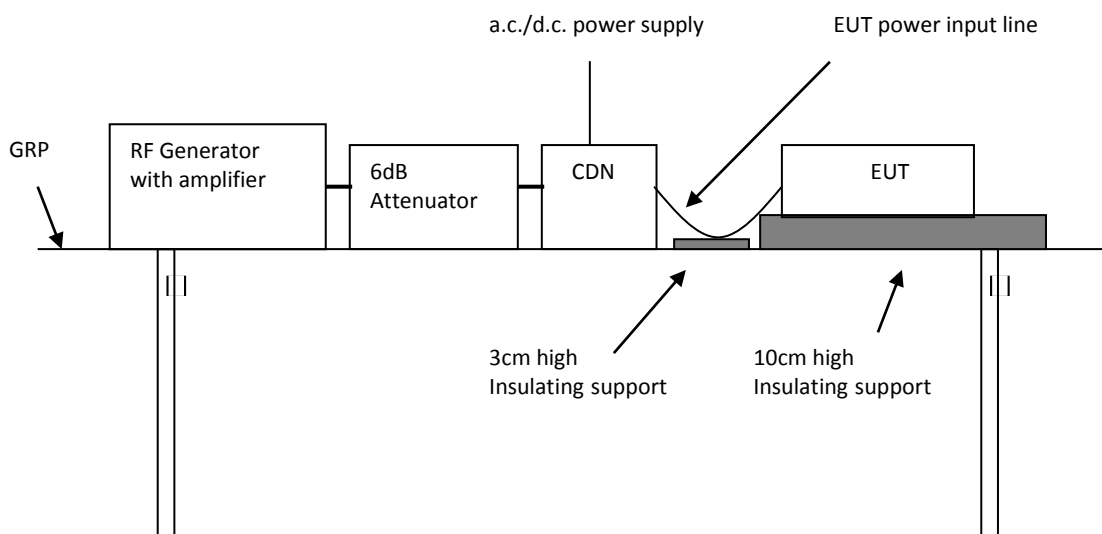 a.c./d.c. power supply
EUT power input line
GRP
RF Generator
with amplifier
6dB
Attenuator
CDN
EUT
3cm high
Insulating support
10cm high
Insulating support